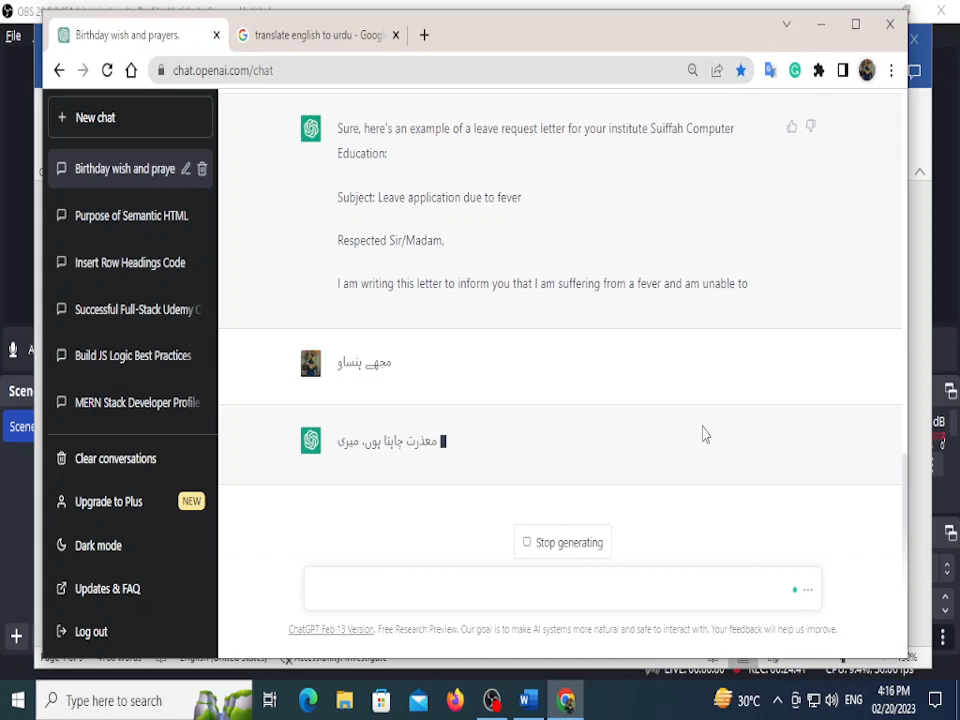 File
Birthday wish and prayers.
translate english to urdu - Goog
chat.openai.com/chat
New chat
Birthday wish and praye
Purpose of Semantic HTML
Insert Row Headings Code
Successful Full-Stack Udemy C
Build JS Logic Best Practices
MERN Stack Developer Profile
Clear conversations
Upgrade to Plus
NEW
Dark mode
Updates & FAQ
Log out
Sure, here's an example of a leave request letter for your institute Suiffah Computer
Education:
Subject: Leave application due to fever
Respected Sir/Madam,
I am writing this letter to inform you that I am suffering from a fever and am unable to
مجھے ہنساو
معذرت چاہتا ہوں، میری
Stop generating
ChatGPT Feb 13 Version. Free Research Preview. Our goal is to make AI systems more natural and safe to interact with. Your feedback will help us improve.
Scen
Scene
dB
Type here to search
30°C
ENG
4:16 PM
02/20/2023